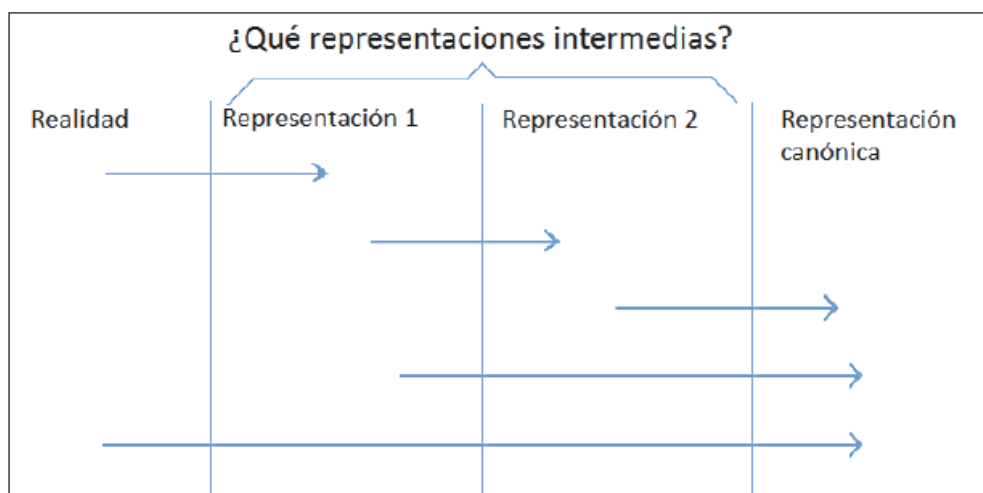 ¿Qué representaciones intermedias?
Realidad
Representación 1
Representación 2
Representación
canónica